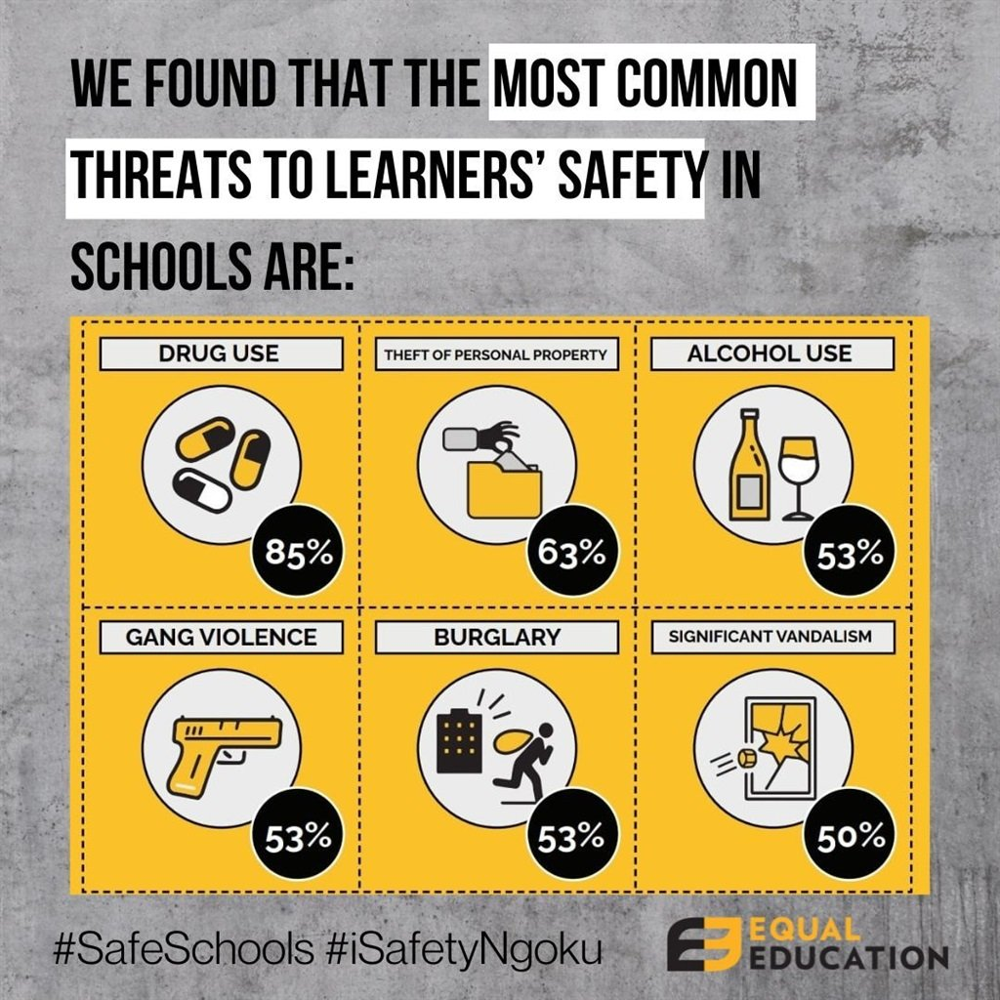 WE FOUND THAT THE MOST COMMON
THREATS TO LEARNERS’ SAFETY IN
SCHOOLS ARE:
DRUG USE
85%
THEFT OF PERSONAL PROPERTY
63%
ALCOHOL USE
53%
GANG VIOLENCE
53%
BURGLARY
53%
SIGNIFICANT VANDALISM
50%
#SafeSchools #iSafetyNgoku
EQUAL
EDUCATION